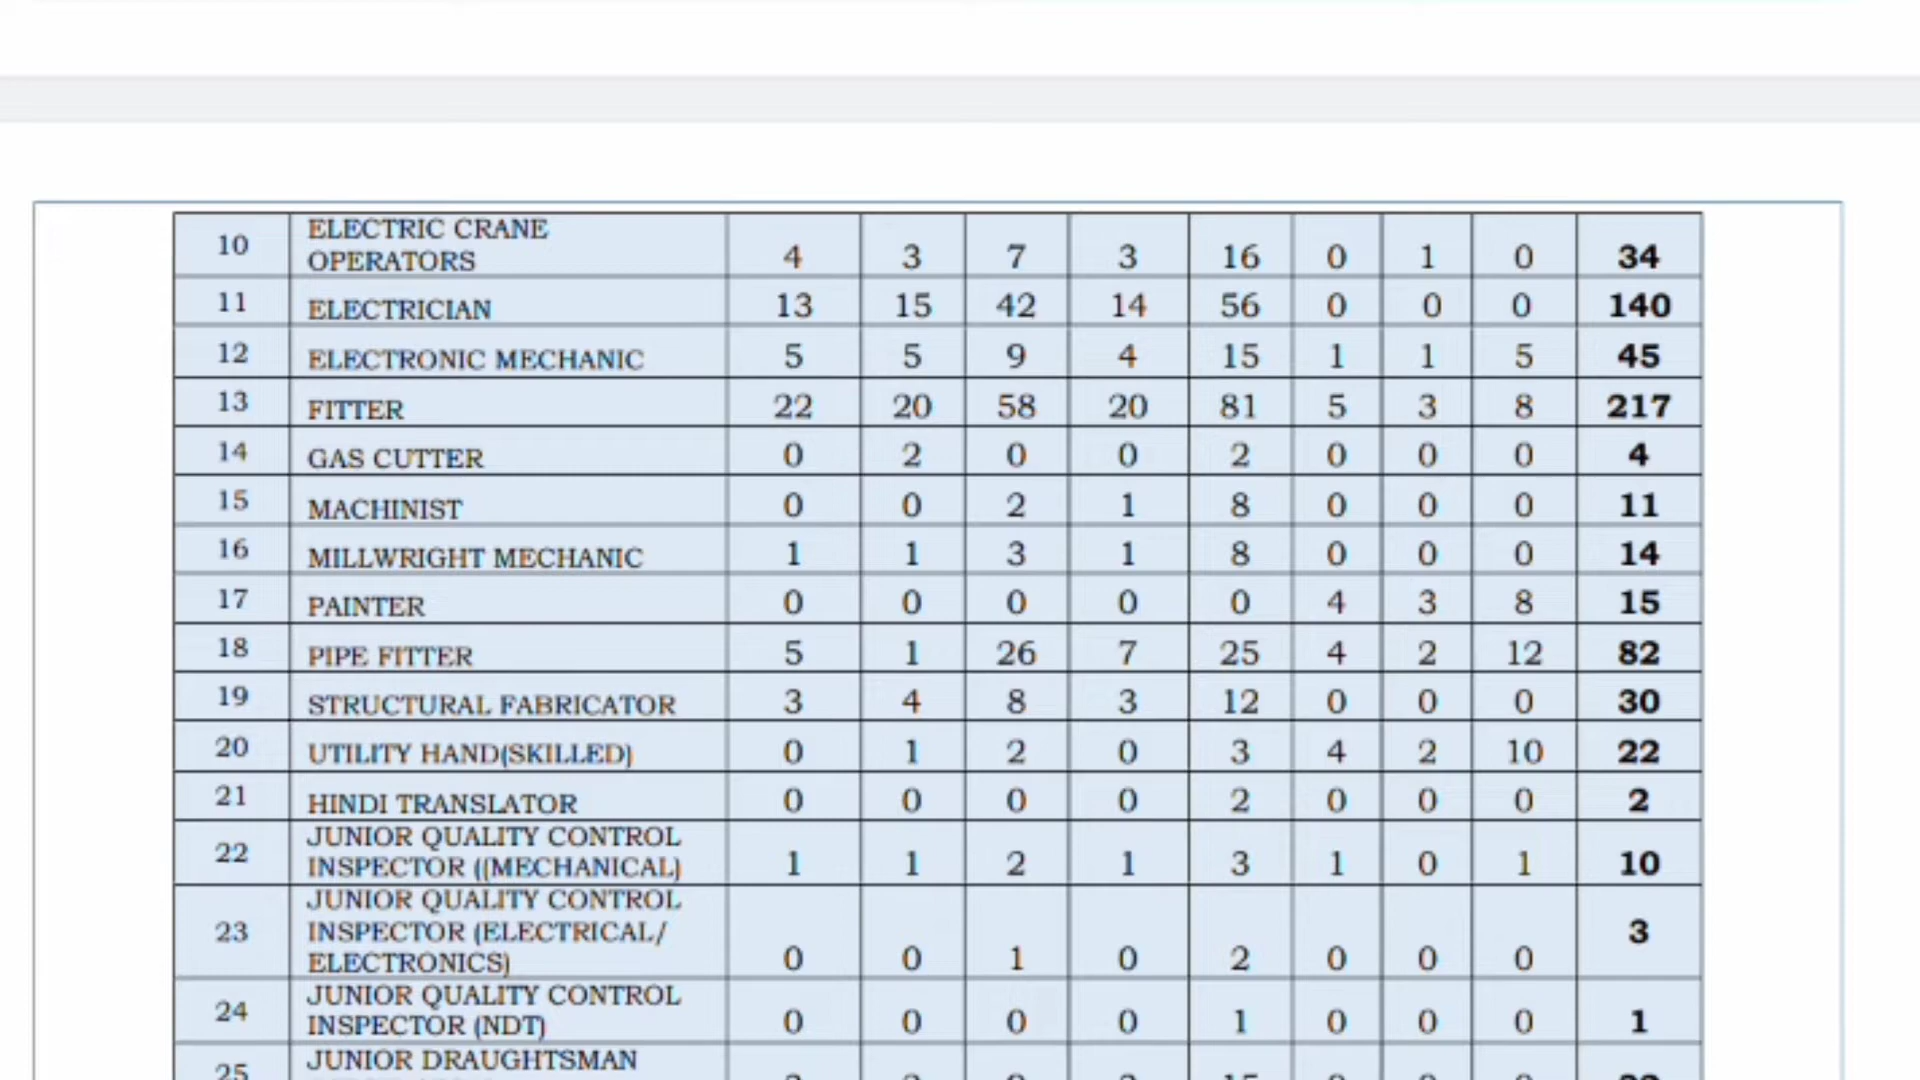 10 ELECTRIC CRANE OPERATORS 4 3 7 3 16 0 1 0 34
11 ELECTRICIAN 13 15 42 14 56 0 0 0 140
12 ELECTRONIC MECHANIC 5 5 9 4 15 1 1 5 45
13 FITTER 22 20 58 20 81 5 3 8 217
14 GAS CUTTER 0 2 0 0 2 0 0 0 4
15 MACHINIST 0 0 2 1 8 0 0 0 11
16 MILLWRIGHT MECHANIC 1 1 3 1 8 0 0 0 14
17 PAINTER 0 0 0 0 0 4 3 8 15
18 PIPE FITTER 5 1 26 7 25 4 2 12 82
19 STRUCTURAL FABRICATOR 3 4 8 3 12 0 0 0 30
20 UTILITY HAND(SKILLED) 0 1 2 0 3 4 2 10 22
21 HINDI TRANSLATOR 0 0 0 0 2 0 0 0 2
22 JUNIOR QUALITY CONTROL INSPECTOR ((MECHANICAL) 1 1 2 1 3 1 0 1 10
23 JUNIOR QUALITY CONTROL INSPECTOR (ELECTRICAL/ ELECTRONICS) 0 0 1 0 2 0 0 0 3
24 JUNIOR QUALITY CONTROL INSPECTOR (NDT) 0 0 0 0 1 0 0 0 1
25 JUNIOR DRAUGHTSMAN